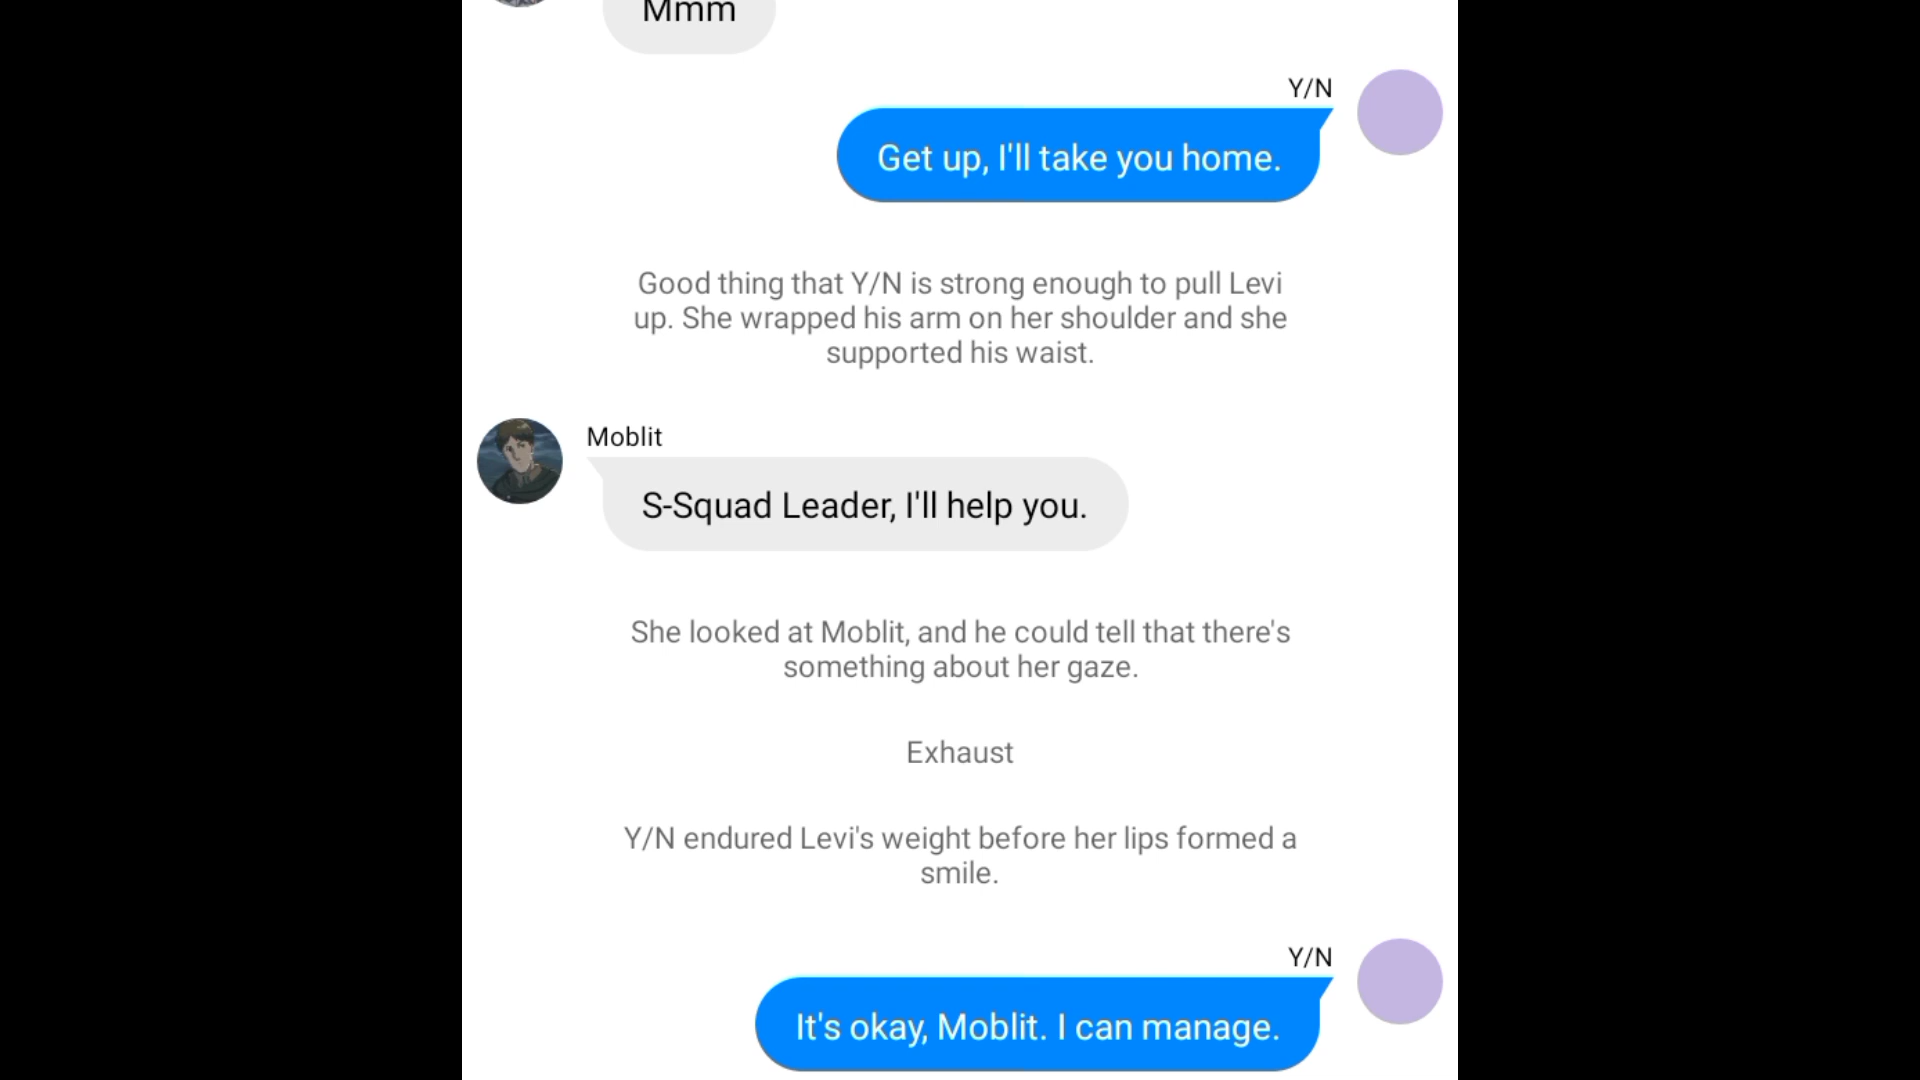 Mmm
Y/N
Get up, I'll take you home.
Good thing that Y/N is strong enough to pull Levi
up. She wrapped his arm on her shoulder and she
supported his waist.
Moblit
S-Squad Leader, I'll help you.
She looked at Moblit, and he could tell that there's
something about her gaze.
Exhaust
Y/N endured Levi's weight before her lips formed a
smile.
Y/N
It's okay, Moblit. I can manage.